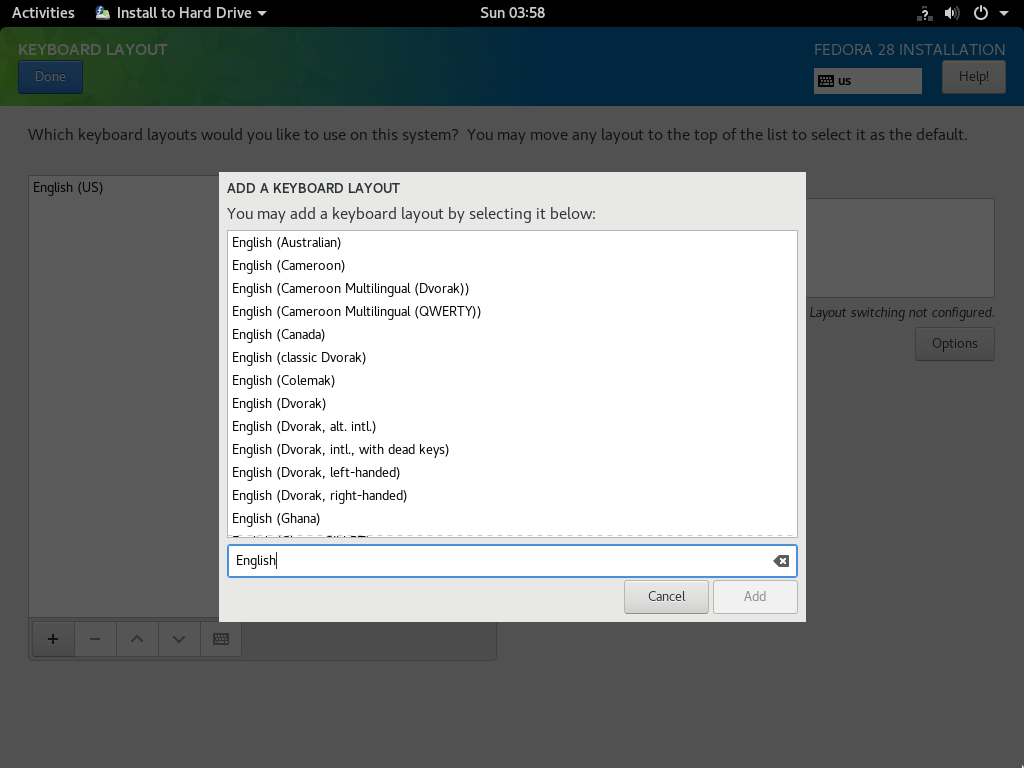 Activities Install to Hard Drive Sun 03:58
KEYBOARD LAYOUT FEDORA 28 INSTALLATION
Done us Help!
Which keyboard layouts would you like to use on this system? You may move any layout to the top of the list to select it as the default.
English (US)
ADD A KEYBOARD LAYOUT
You may add a keyboard layout by selecting it below:
English (Australian)
English (Cameroon)
English (Cameroon Multilingual (Dvorak))
English (Cameroon Multilingual (QWERTY))
English (Canada)
English (classic Dvorak)
English (Colemak)
English (Dvorak)
English (Dvorak, alt. intl.)
English (Dvorak, intl., with dead keys)
English (Dvorak, left-handed)
English (Dvorak, right-handed)
English (Ghana)
English
Cancel Add
Layout switching not configured.
Options